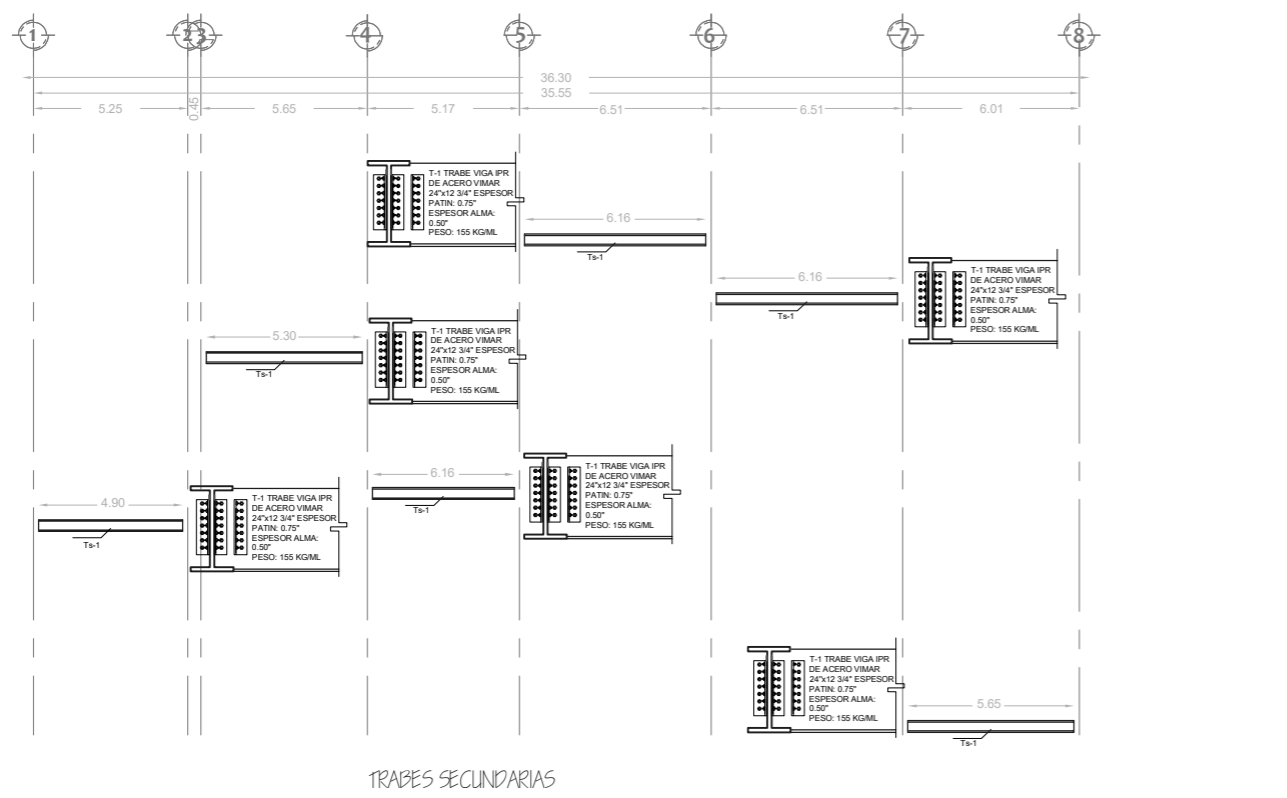 1 2 3 4 5 6 7 8
36.30
35.55
5.25 0.45 5.65 5.17 6.51 6.51 6.01
T-1 TRABE VIGA IPR
DE ACERO VIMAR
24"x12 3/4" ESPESOR
PATIN: 0.75"
ESPESOR ALMA:
0.50"
PESO: 155 KG/ML
6.16
Ts-1
6.16
Ts-1
T-1 TRABE VIGA IPR
DE ACERO VIMAR
24"x12 3/4" ESPESOR
PATIN: 0.75"
ESPESOR ALMA:
0.50"
PESO: 155 KG/ML
5.30
Ts-1
T-1 TRABE VIGA IPR
DE ACERO VIMAR
24"x12 3/4" ESPESOR
PATIN: 0.75"
ESPESOR ALMA:
0.50"
PESO: 155 KG/ML
4.90
Ts-1
T-1 TRABE VIGA IPR
DE ACERO VIMAR
24"x12 3/4" ESPESOR
PATIN: 0.75"
ESPESOR ALMA:
0.50"
PESO: 155 KG/ML
6.16
Ts-1
T-1 TRABE VIGA IPR
DE ACERO VIMAR
24"x12 3/4" ESPESOR
PATIN: 0.75"
ESPESOR ALMA:
0.50"
PESO: 155 KG/ML
T-1 TRABE VIGA IPR
DE ACERO VIMAR
24"x12 3/4" ESPESOR
PATIN: 0.75"
ESPESOR ALMA:
0.50"
PESO: 155 KG/ML
5.65
Ts-1
TRABES SECUNDARIAS